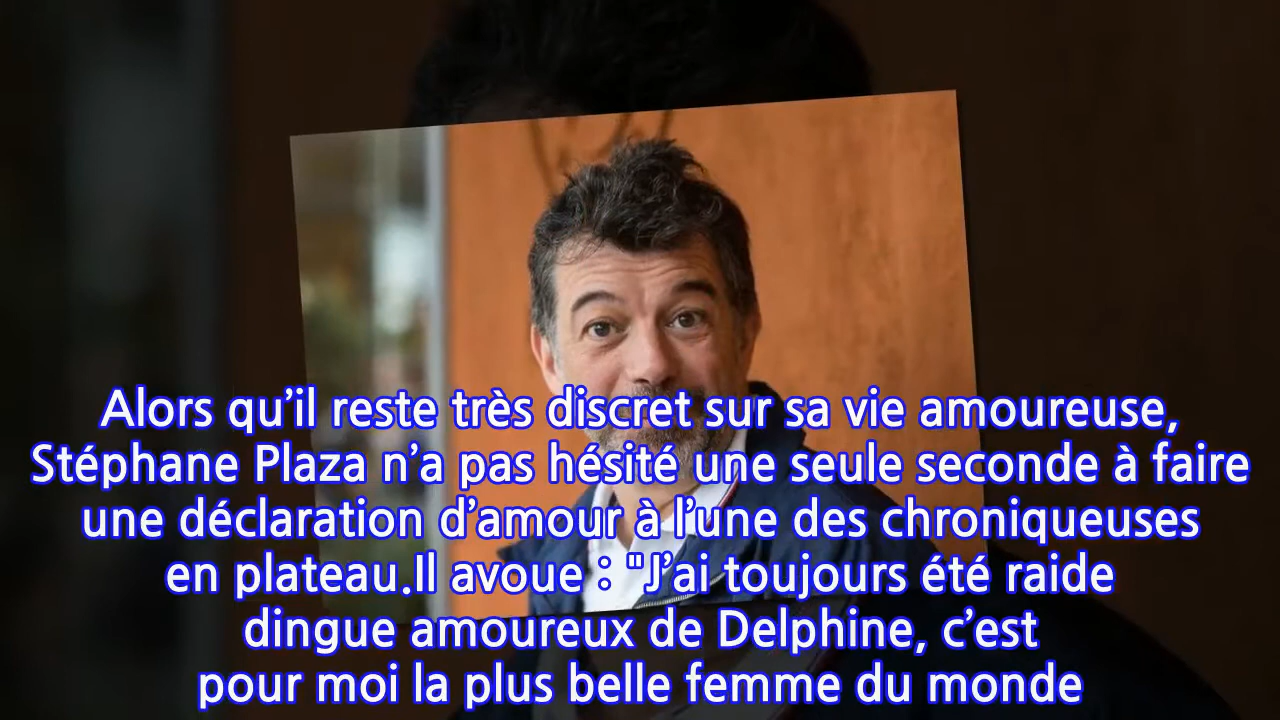 Alors qu’il reste très discret sur sa vie amoureuse,
Stéphane Plaza n’a pas hésité une seule seconde à faire
une déclaration d’amour à l’une des chroniqueuses
en plateau.Il avoue : "J’ai toujours été raide
dingue amoureux de Delphine, c’est
pour moi la plus belle femme du monde